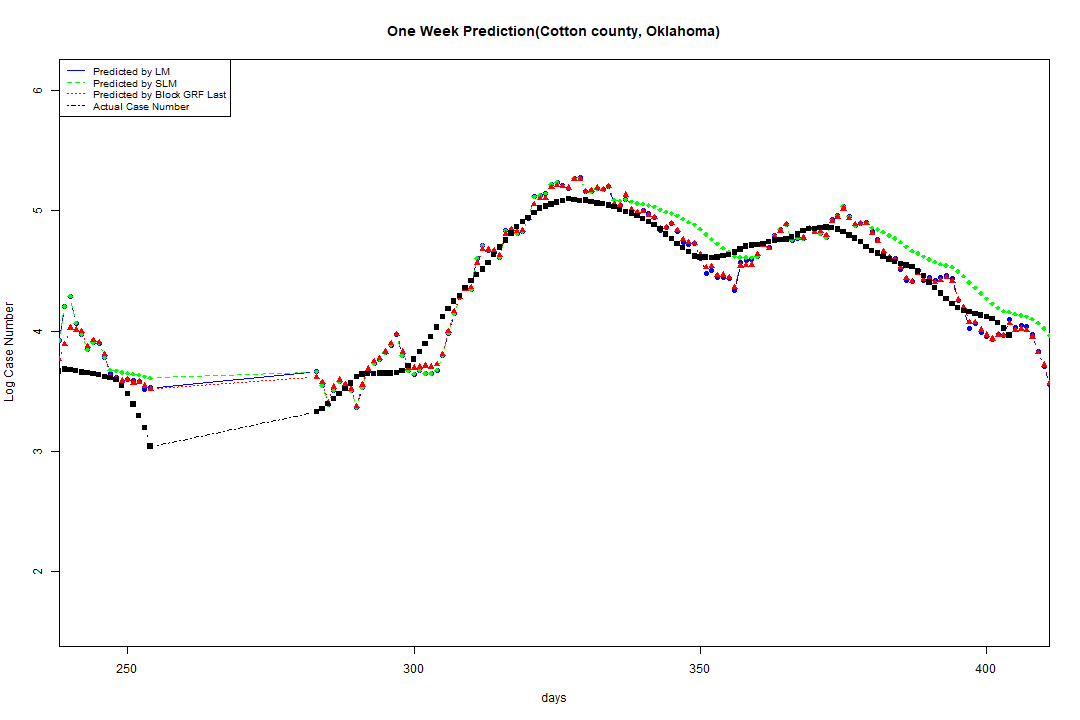 One Week Prediction(Cotton county, Oklahoma)
Predicted by LM
Predicted by SLM
Predicted by Block GRF Last
Actual Case Number
6
5
4
3
2
Log Case Number
250
300
350
400
days